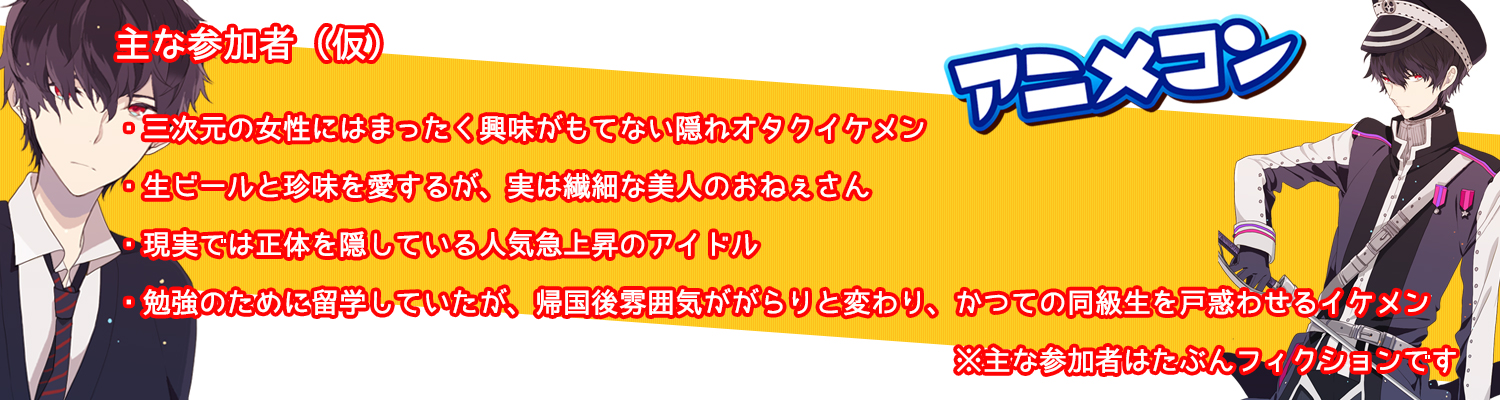 主な参加者（仮）
アニメコン
・三次元の女性にはまったく興味がもてない隠れオタクイケメン
・生ビールと珍味を愛するが、実は繊細な美人のおねぇさん
・現実では正体を隠している人気急上昇のアイドル
・勉強のために留学していたが、帰国後雰囲気ががらりと変わり、かつての同級生を戸惑わせるイケメン
※主な参加者はたぶんフィクションです